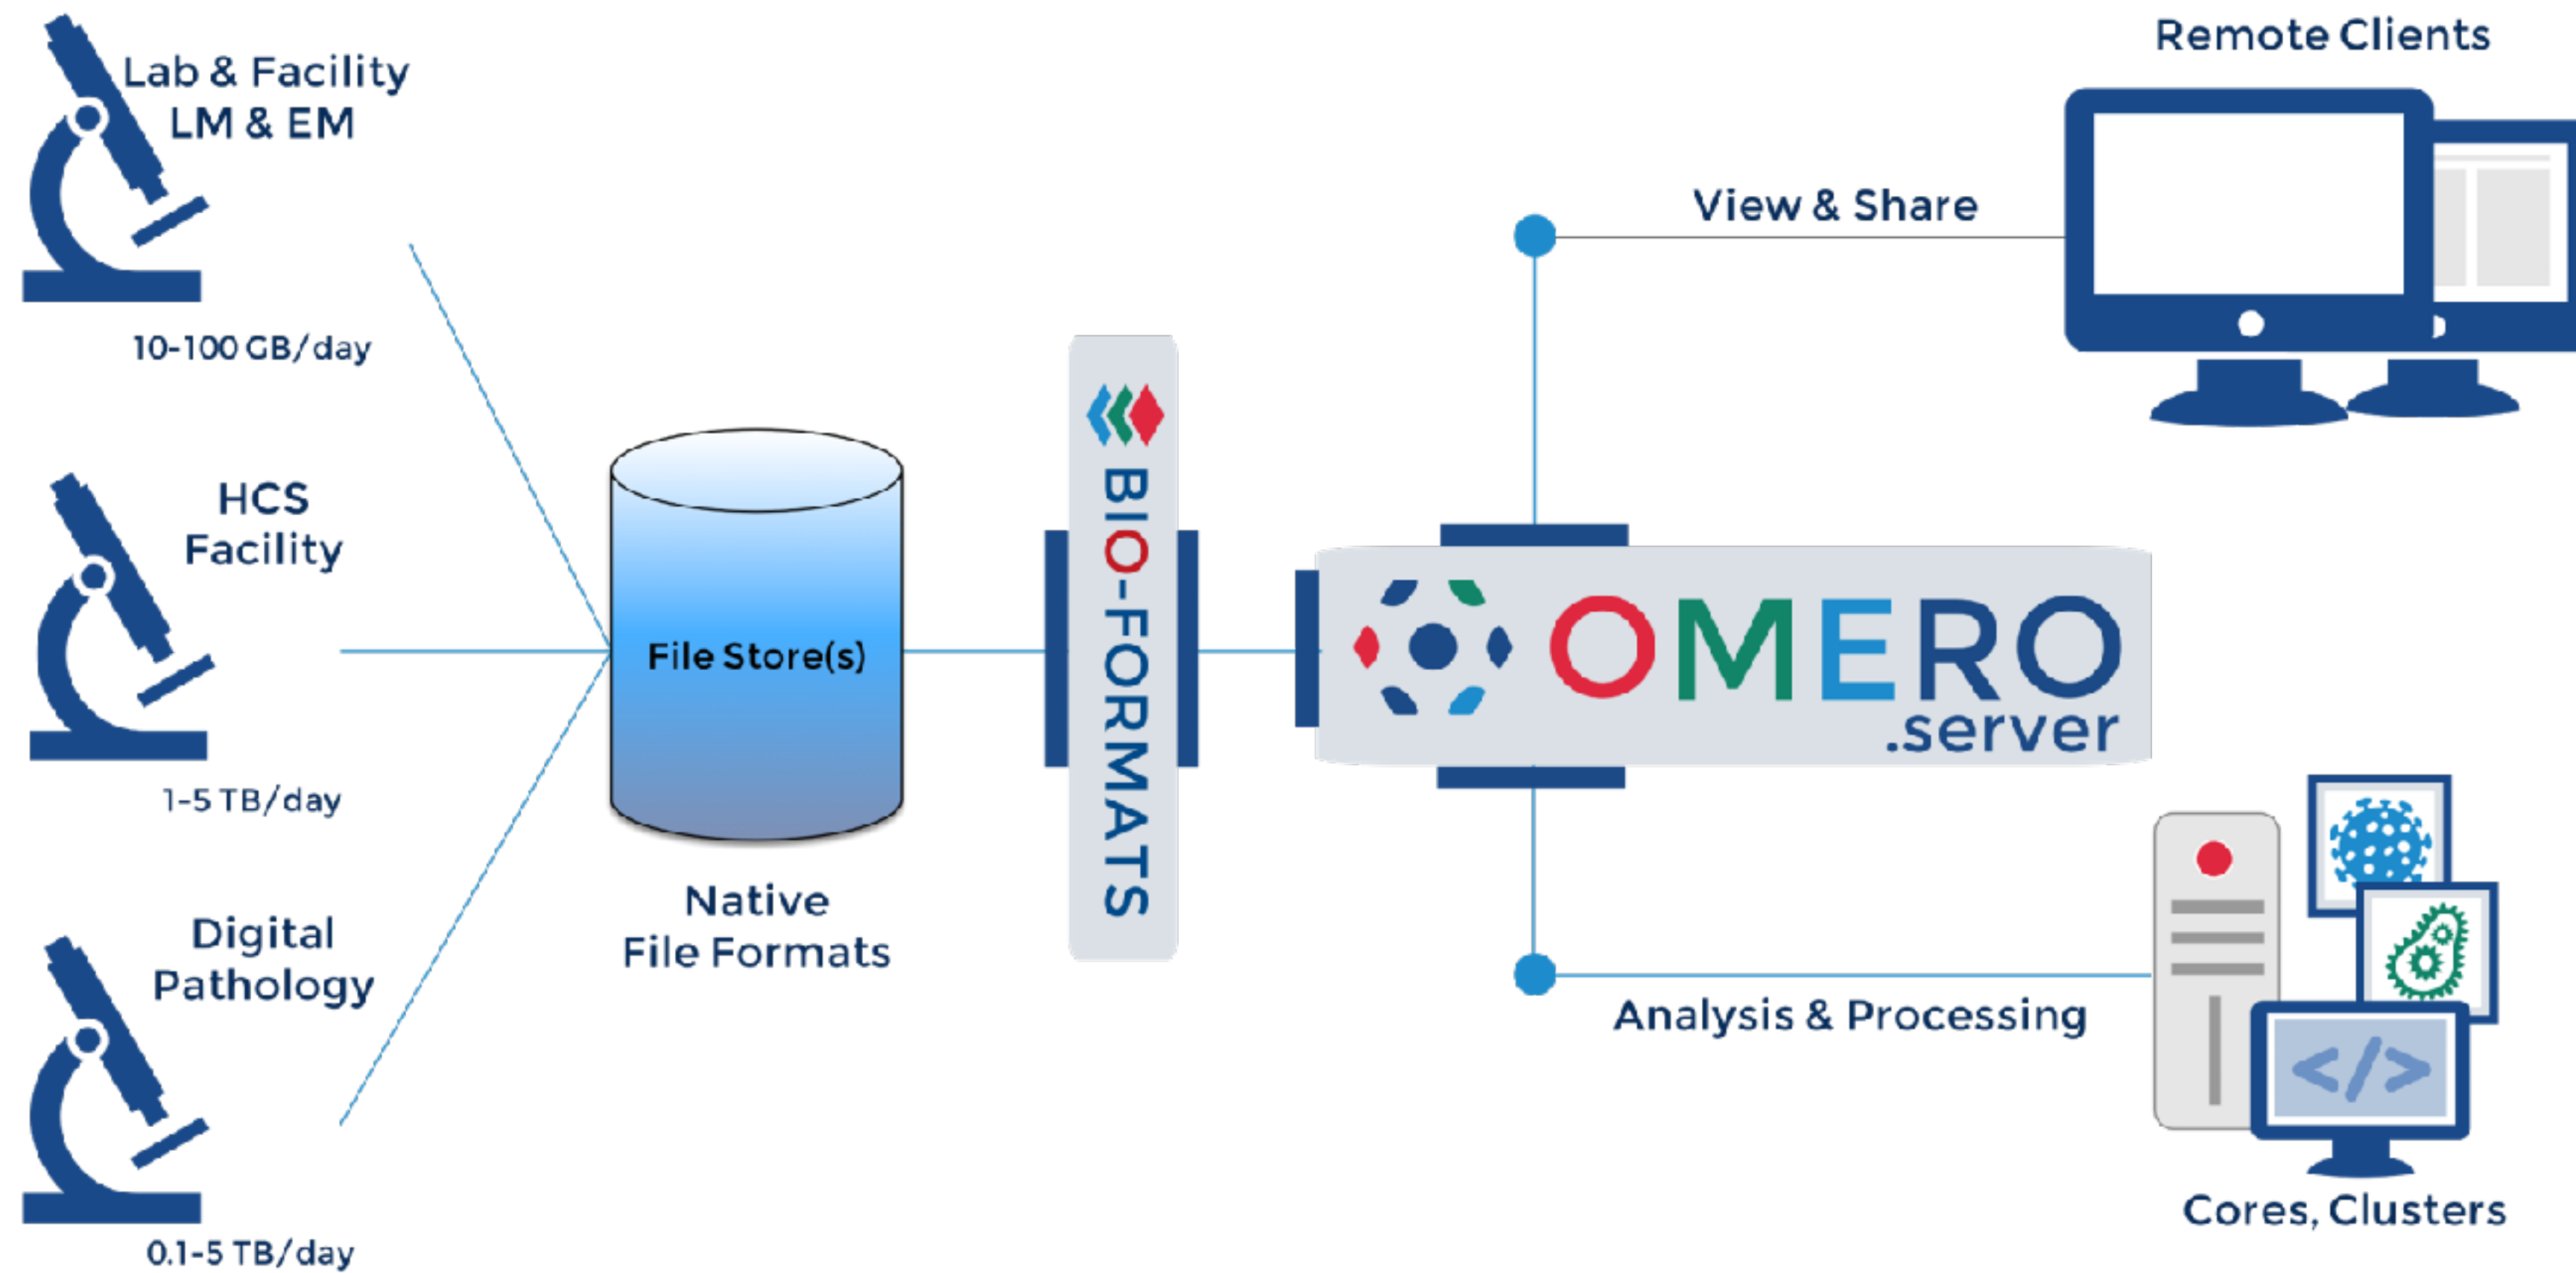 Lab & Facility
LM & EM
10-100 GB/day
HCS
Facility
1-5 TB/day
Digital
Pathology
0.1-5 TB/day
File Store(s)
Native
File Formats
BIO-FORMATS
OMERO
.server
View & Share
Remote Clients
Analysis & Processing
</>
Cores, Clusters